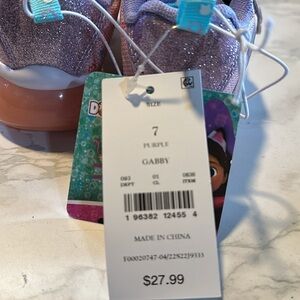 SIZE
7
PURPLE
GABBY
093 01 0836
DEPT CL ITEM
1 96382 12455 4
MADE IN CHINA
T00020747-04/22S22J9333
$27.99